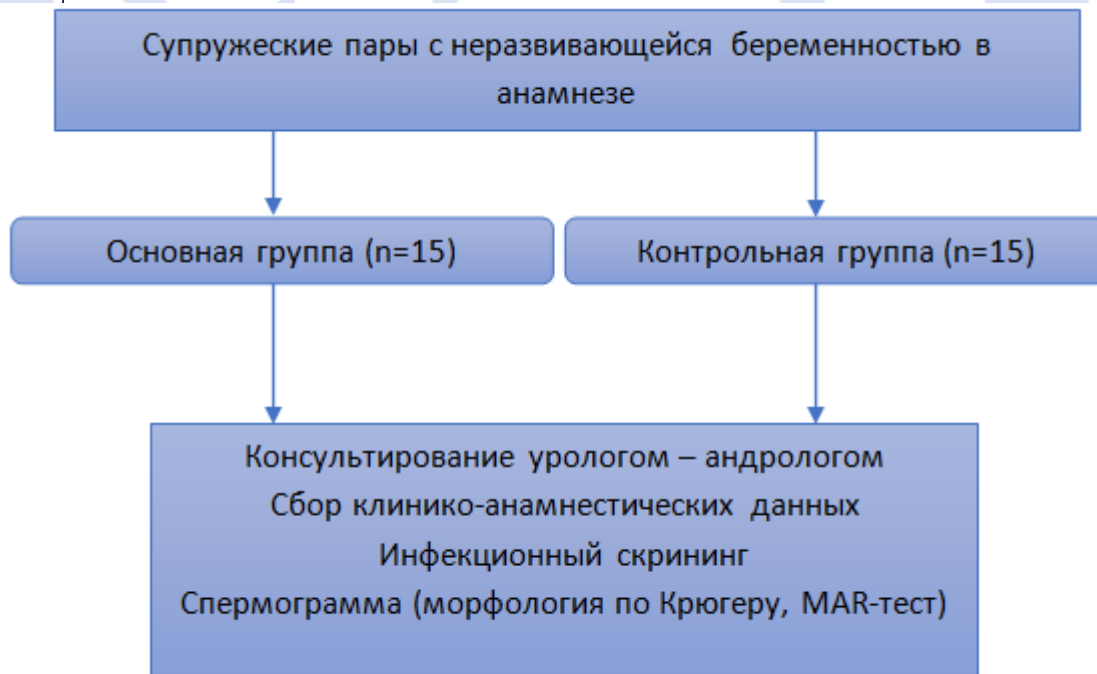 Супружеские пары с неразвивающейся беременностью в
анамнезе
Основная группа (n=15)
Контрольная группа (n=15)
Консультирование урологом – андрологом
Сбор клинико-анамнестических данных
Инфекционный скрининг
Спермограмма (морфология по Крюгеру, MAR-тест)